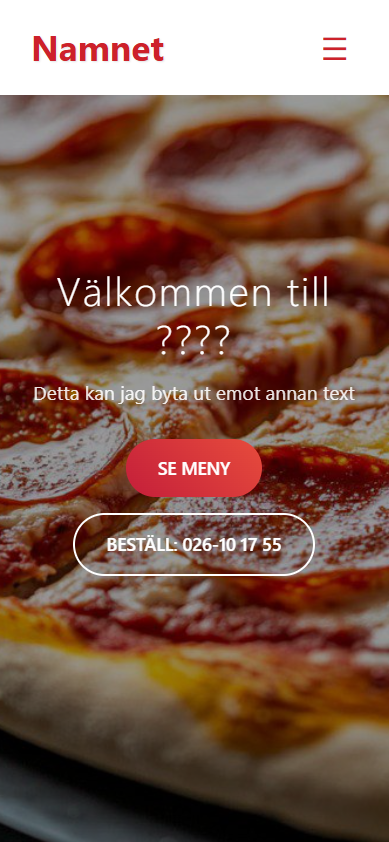 Namnet
Välkommen till
????
Detta kan jag byta ut emot annan text
SE MENY
BESTÄLL: 026-10 17 55